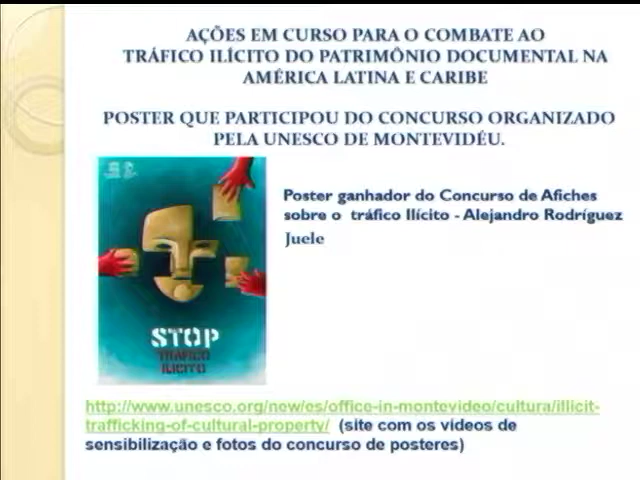 AÇÕES EM CURSO PARA O COMBATE AO
TRÁFICO ILÍCITO DO PATRIMÔNIO DOCUMENTAL NA
AMÉRICA LATINA E CARIBE
POSTER QUE PARTICIPOU DO CONCURSO ORGANIZADO
PELA UNESCO DE MONTEVIDÉU.
Poster ganhador do Concurso de Afiches
sobre o tráfico Ilícito - Alejandro Rodríguez
Juele
STOP
TRÁFICO
ILÍCITO
http://www.unesco.org/new/es/office-in-montevideo/cultura/illicit-
trafficking-of-cultural-property/ (site com os vídeos de
sensibilização e fotos do concurso de posteres)